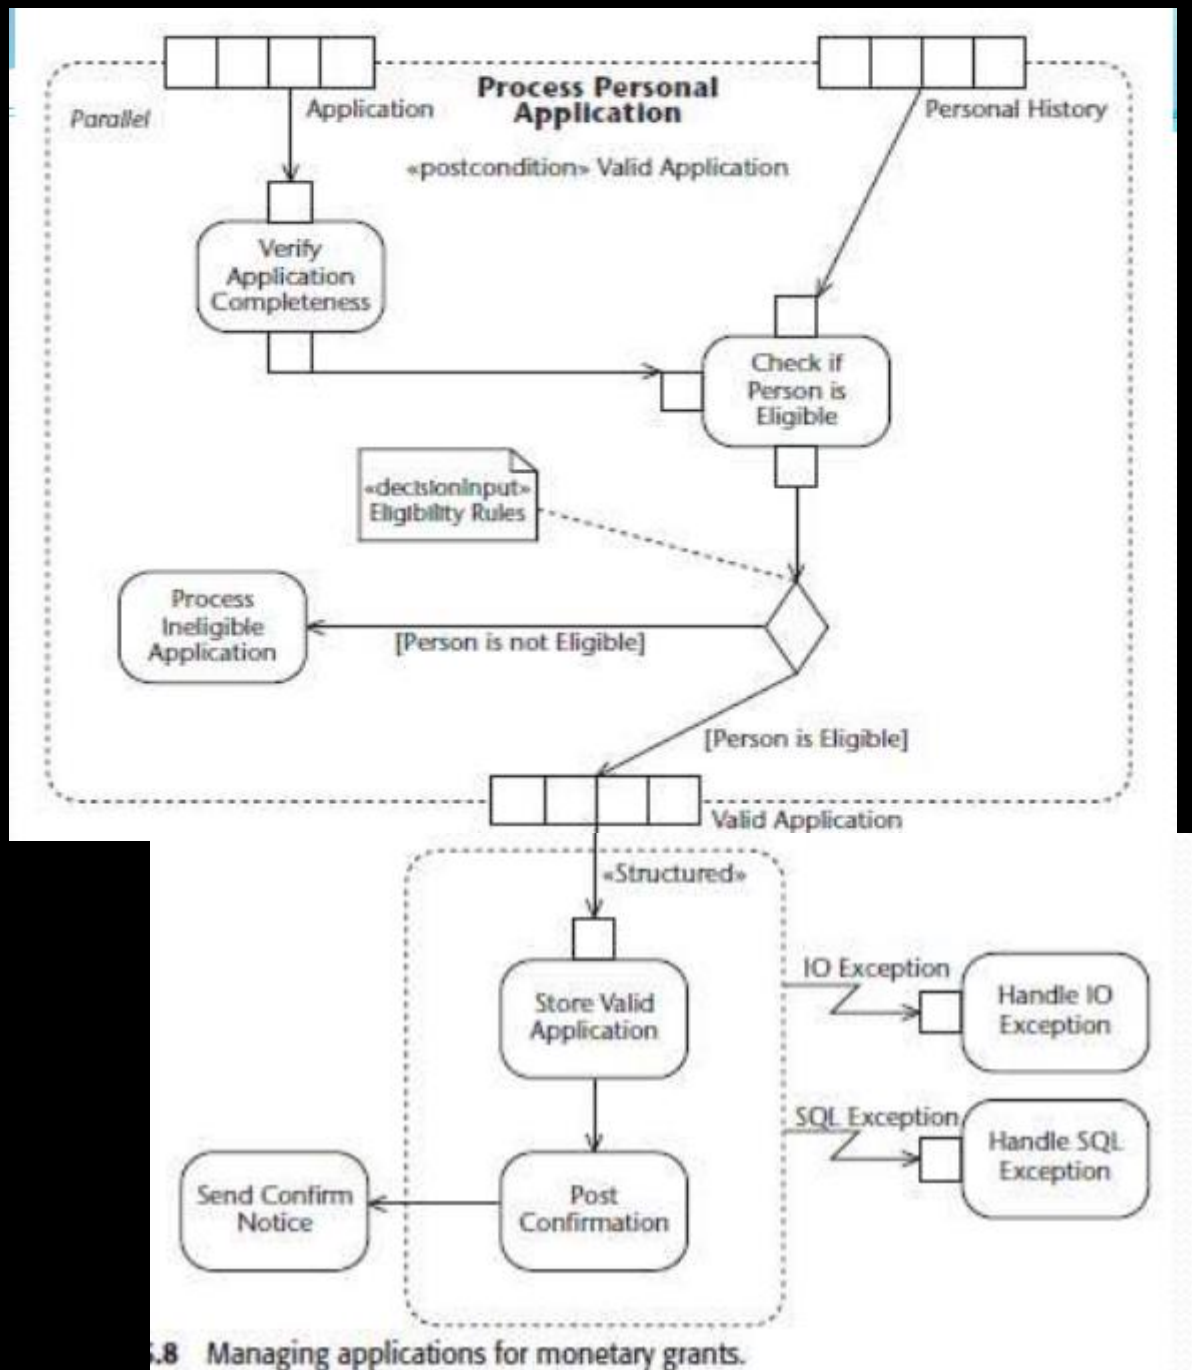 Process Personal
Application
Parallel
Application
Personal History
«postcondition» Valid Application
Verify
Application
Completeness
Check if
Person is
Eligible
«decisionInput»
Eligibility Rules
Process
Ineligible
Application
[Person is not Eligible]
[Person is Eligible]
Valid Application
«Structured»
Store Valid
Application
IO Exception
Handle IO
Exception
SQL Exception
Handle SQL
Exception
Send Confirm
Notice
Post
Confirmation
.8 Managing applications for monetary grants.